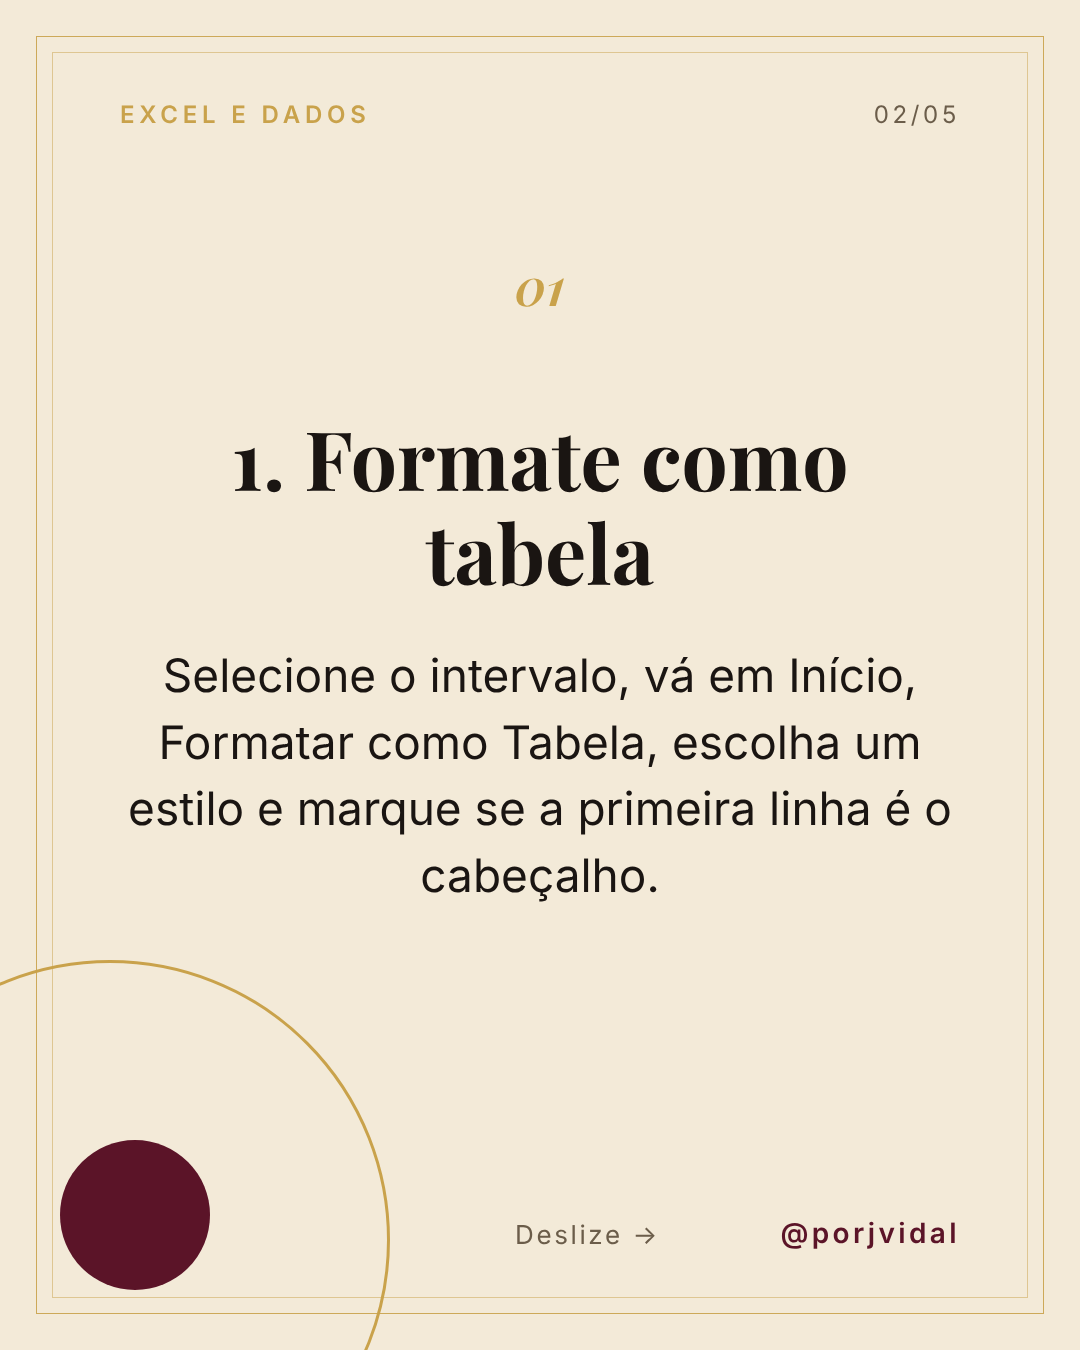 EXCEL E DADOS
02/05
01
1. Formate como
tabela
Selecione o intervalo, vá em Início,
Formatar como Tabela, escolha um
estilo e marque se a primeira linha é o
cabeçalho.
Deslize →
@porjvidal